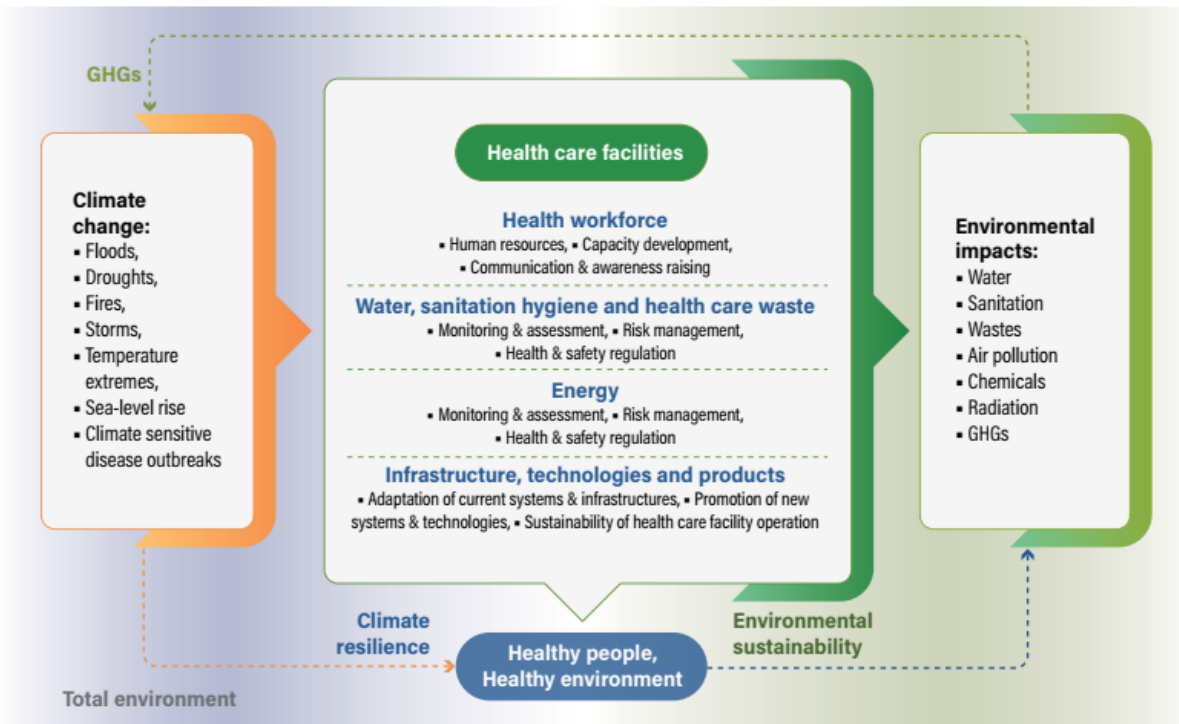 GHGs
Climate
change:
▪ Floods,
▪ Droughts,
▪ Fires,
▪ Storms,
▪ Temperature
extremes,
▪ Sea-level rise
▪ Climate sensitive
disease outbreaks
Health care facilities
Health workforce
▪ Human resources, ▪ Capacity development,
▪ Communication & awareness raising
Water, sanitation hygiene and health care waste
▪ Monitoring & assessment, ▪ Risk management,
▪ Health & safety regulation
Energy
▪ Monitoring & assessment, ▪ Risk management,
▪ Health & safety regulation
Infrastructure, technologies and products
▪ Adaptation of current systems & infrastructures, ▪ Promotion of new
systems & technologies, ▪ Sustainability of health care facility operation
Environmental
impacts:
▪ Water
▪ Sanitation
▪ Wastes
▪ Air pollution
▪ Chemicals
▪ Radiation
▪ GHGs
Climate
resilience
Healthy people,
Healthy environment
Environmental
sustainability
Total environment